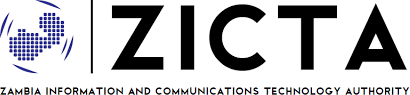 ZICTA
ZAMBIA INFORMATION AND COMMUNICATIONS TECHNOLOGY AUTHORITY